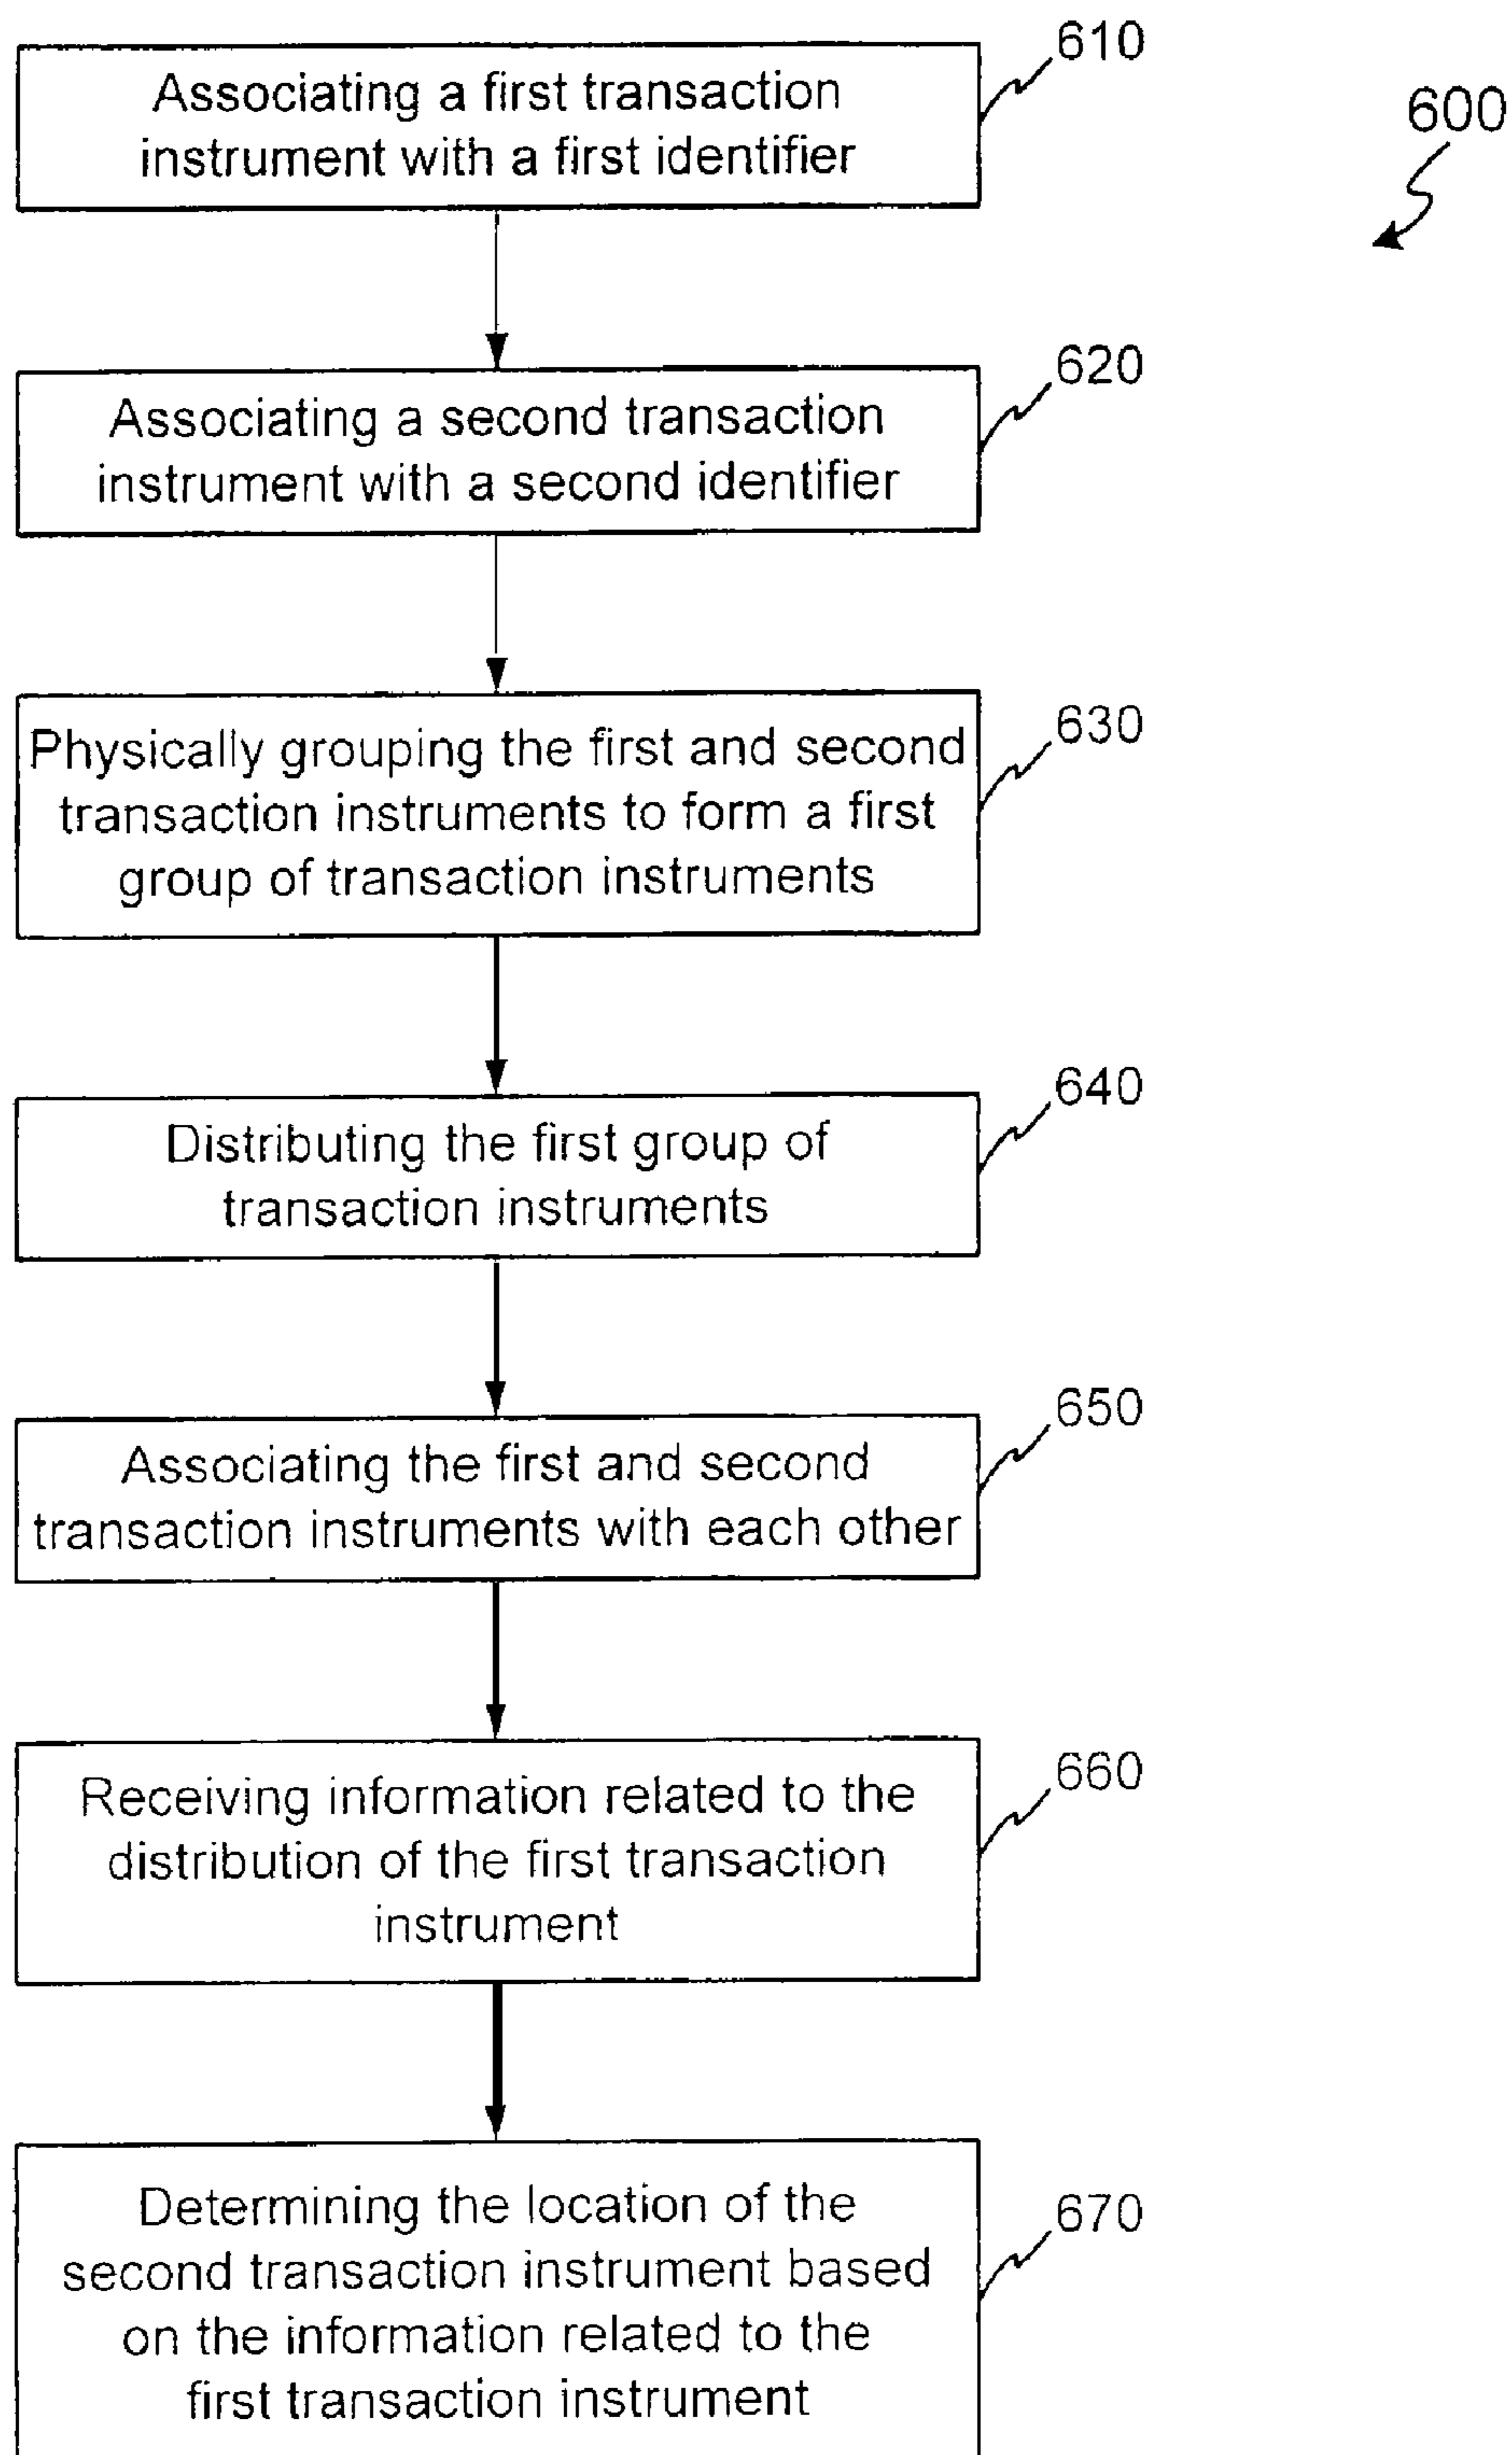 610
Associating a first transaction
instrument with a first identifier
600
620
Associating a second transaction
instrument with a second identifier
630
Physically grouping the first and second
transaction instruments to form a first
group of transaction instruments
640
Distributing the first group of
transaction instruments
650
Associating the first and second
transaction instruments with each other
660
Receiving information related to the
distribution of the first transaction
instrument
670
Determining the location of the
second transaction instrument based
on the information related to the
first transaction instrument